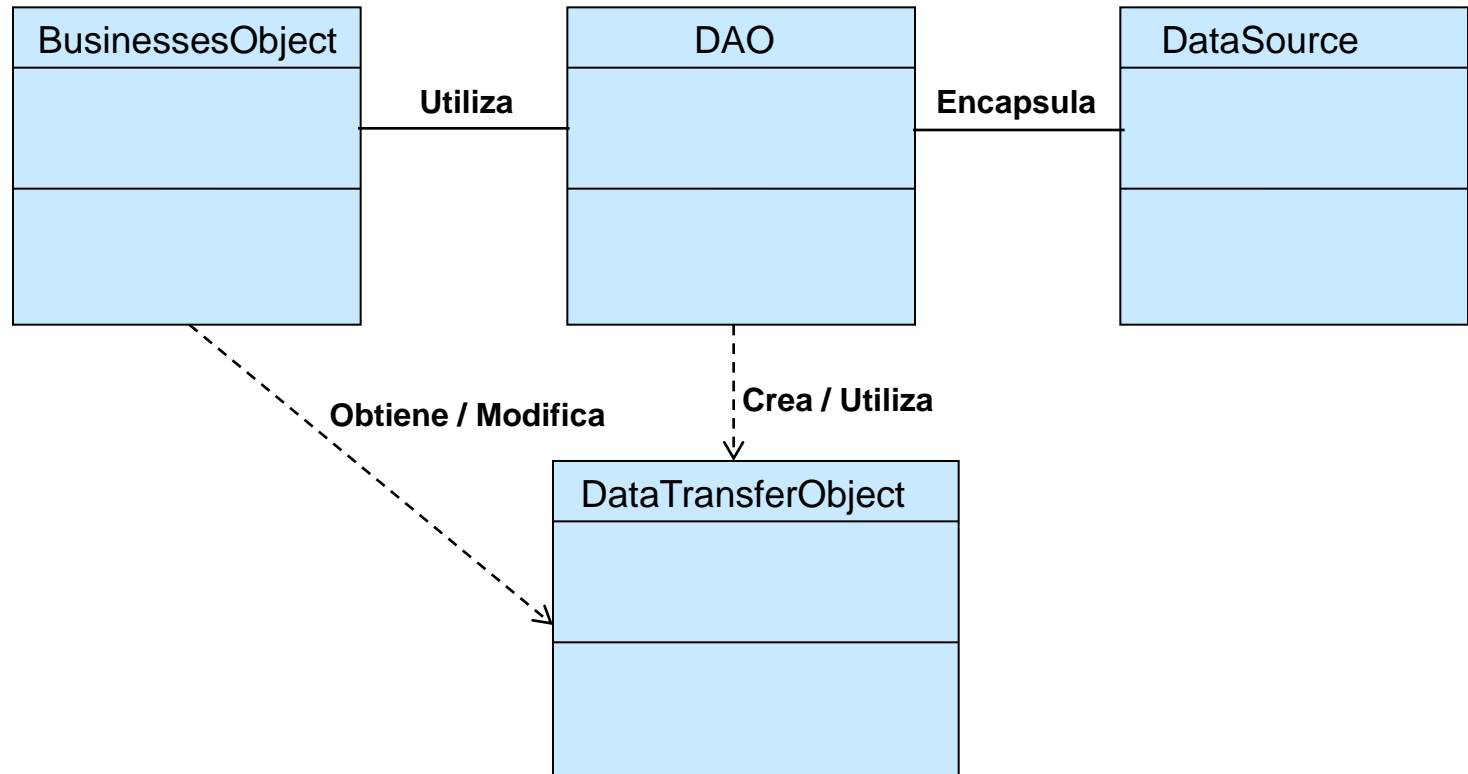 BusinessesObject
DAO
DataSource
Utiliza
Encapsula
Obtiene / Modifica
Crea / Utiliza
DataTransferObject